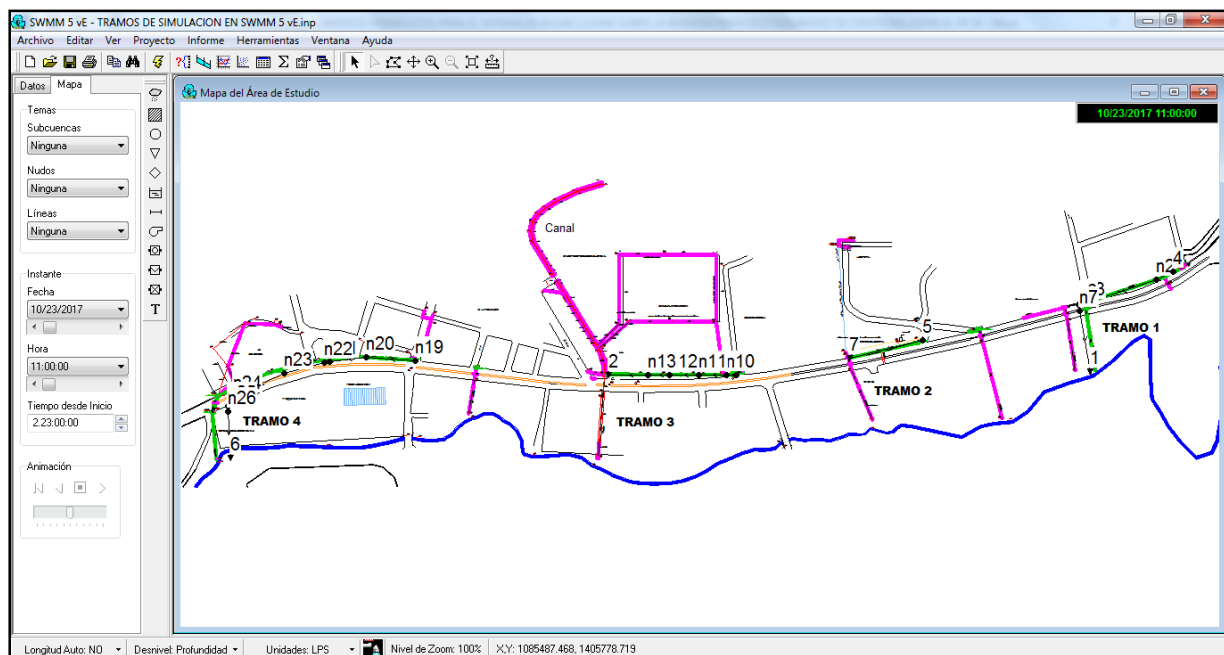 SWMM 5 vE - TRAMOS DE SIMULACION EN SWMM 5 vE.inp
Archivo Editar Ver Proyecto Informe Herramientas Ventana Ayuda
Datos Mapa
Temas
Subcuencas
Ninguna
Nudos
Ninguna
Líneas
Ninguna
Instante
Fecha
10/23/2017
Hora
11:00:00
Tiempo desde Inicio
2.23:00:00
Animación
Mapa del Área de Estudio
10/23/2017 11:00:00
Canal
4
n7
TRAMO 1
1
5
7
TRAMO 2
2
n13
12
n11
n10
TRAMO 3
n19
n20
n22
n23
n26
TRAMO 4
6
Longitud Auto: NO Desnivel: Profundidad Unidades: LPS Nivel de Zoom: 100% X,Y: 1085487.468, 1405778.719